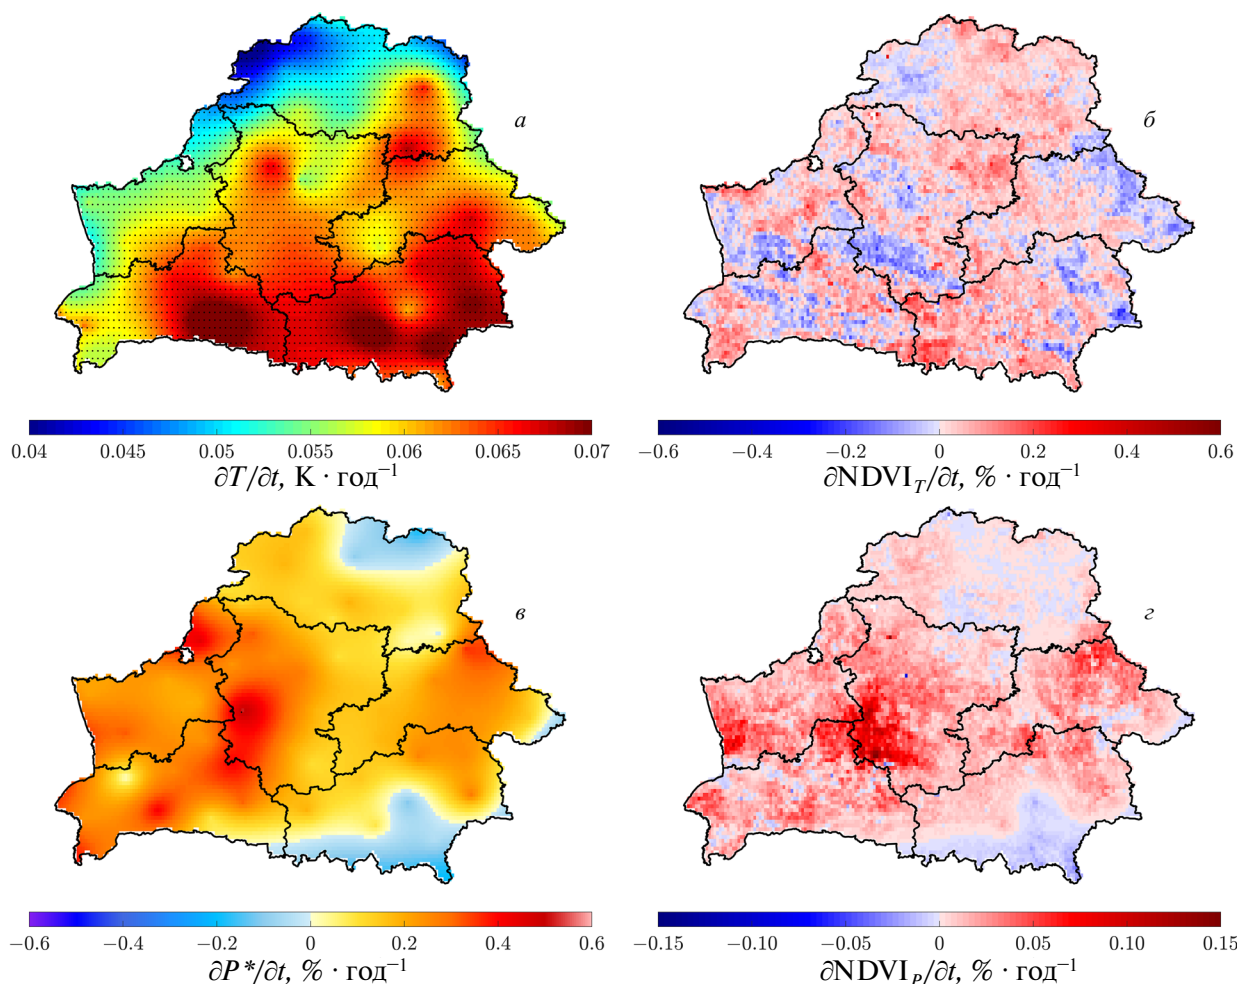 а
б
0.04 0.045 0.05 0.055 0.06 0.065 0.07
∂T/∂t, K · год⁻¹
−0.6 −0.4 −0.2 0 0.2 0.4 0.6
∂NDVI_T/∂t, % · год⁻¹
в
г
−0.6 −0.4 −0.2 0 0.2 0.4 0.6
∂P*/∂t, % · год⁻¹
−0.15 −0.10 −0.05 0 0.05 0.10 0.15
∂NDVI_P/∂t, % · год⁻¹